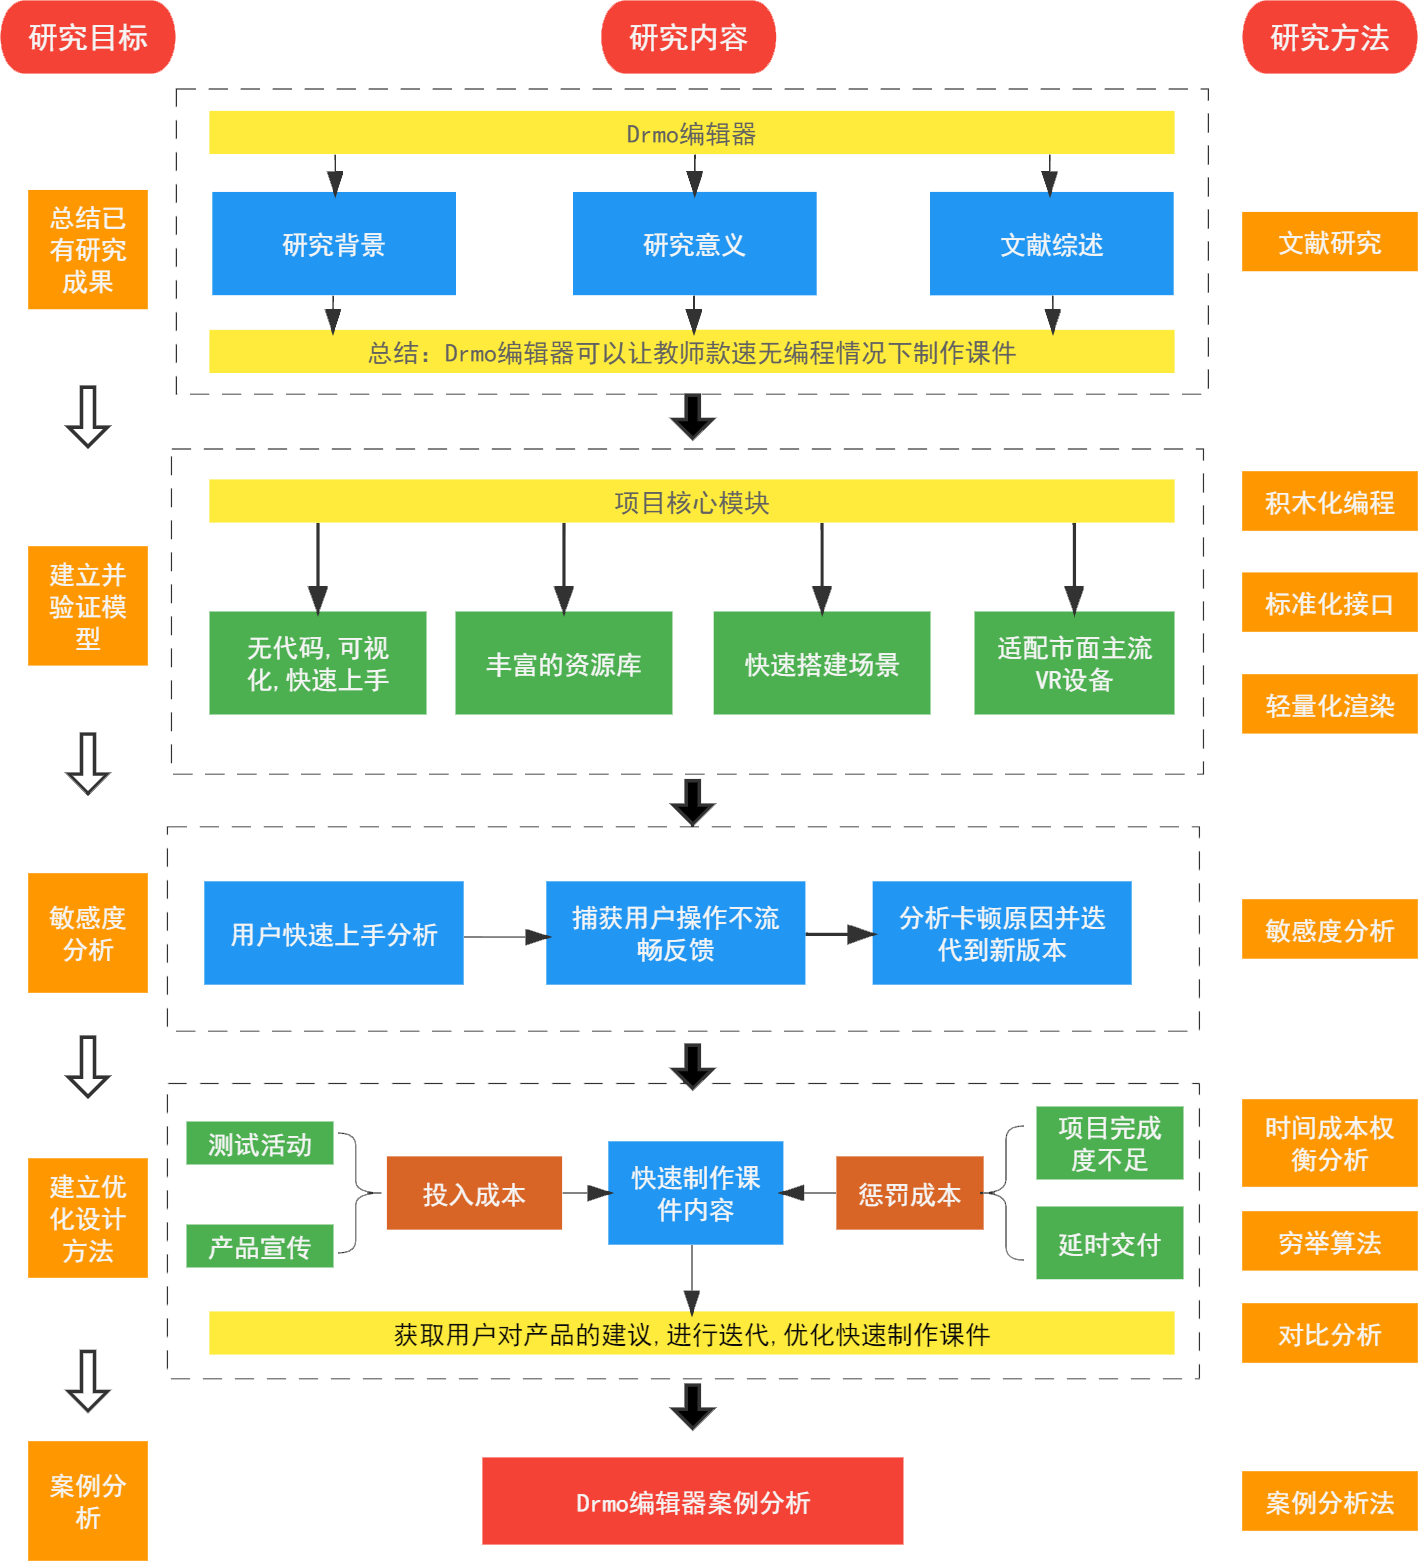 研究目标
研究内容
研究方法
Drmo编辑器
总结已
有研究
成果
研究背景
研究意义
文献综述
文献研究
总结：Drmo编辑器可以让教师款速无编程情况下制作课件
项目核心模块
积木化编程
建立并
验证模
型
标准化接口
无代码,可视
化,快速上手
丰富的资源库
快速搭建场景
适配市面主流
VR设备
轻量化渲染
敏感度
分析
用户快速上手分析
捕获用户操作不流
畅反馈
分析卡顿原因并迭
代到新版本
敏感度分析
建立优
化设计
方法
测试活动
产品宣传
投入成本
快速制作课
件内容
惩罚成本
项目完成
度不足
延时交付
时间成本权
衡分析
穷举算法
获取用户对产品的建议,进行迭代,优化快速制作课件
对比分析
案例分
析
Drmo编辑器案例分析
案例分析法